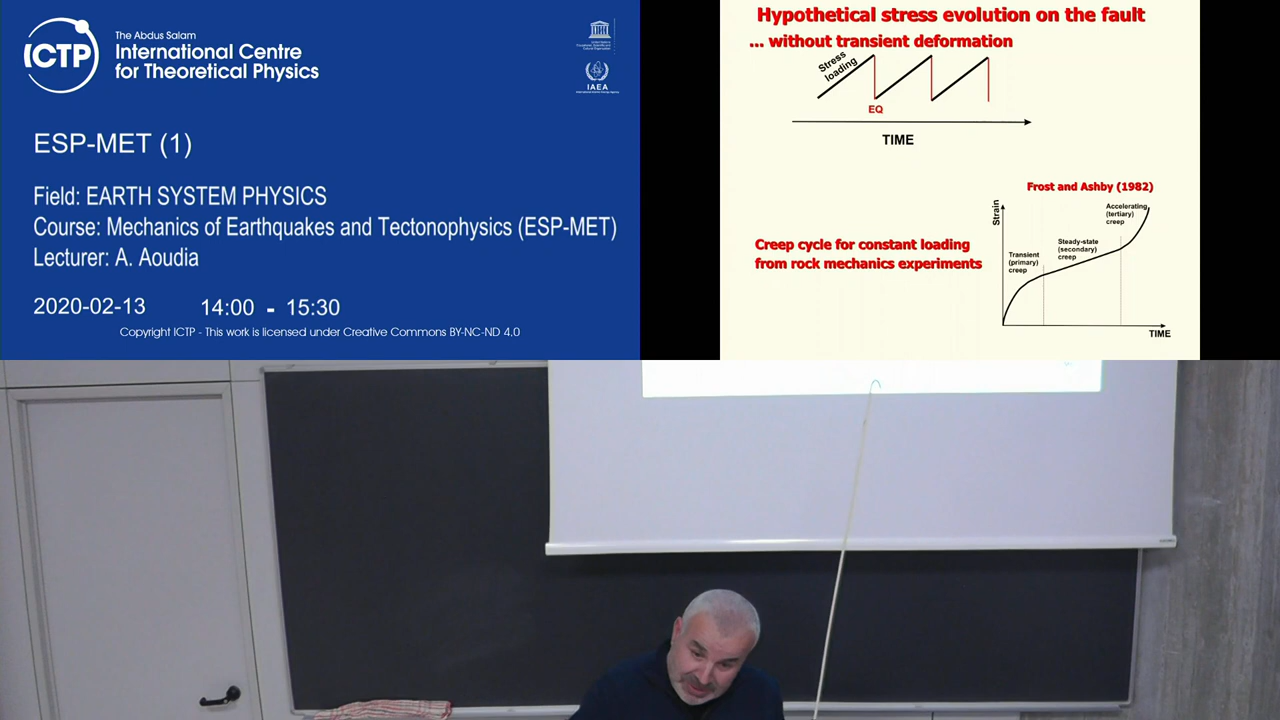 The Abdus Salam
ICTP
International Centre
for Theoretical Physics
IAEA
ESP-MET (1)
Field: EARTH SYSTEM PHYSICS
Course: Mechanics of Earthquakes and Tectonophysics (ESP-MET)
Lecturer: A. Aoudia
2020-02-13 14:00 - 15:30
Copyright ICTP - This work is licensed under Creative Commons BY-NC-ND 4.0
Hypothetical stress evolution on the fault
... without transient deformation
Stress
loading
EQ
TIME
Frost and Ashby (1982)
Creep cycle for constant loading
from rock mechanics experiments
Strain
Transient
(primary)
creep
Steady-state
(secondary)
creep
Accelerating
(tertiary)
creep
TIME